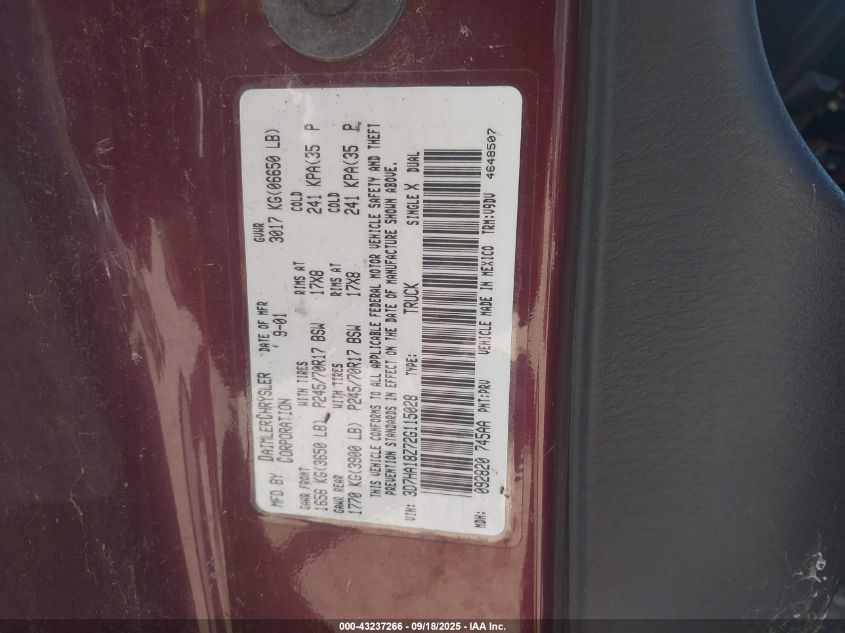 MFD BY DAIMLERCHRYSLER CORPORATION
DATE OF MFR 9-01
GVWR 3017 KG(06650 LB)
GAWR FRONT WITH TIRES RIMS AT COLD
1656 KG(3650 LB) P245/70R17 BSW 17X8 241 KPA(35 P
GAWR REAR WITH TIRES RIMS AT COLD
1770 KG(3900 LB) P245/70R17 BSW 17X8 241 KPA(35 P
THIS VEHICLE CONFORMS TO ALL APPLICABLE FEDERAL MOTOR VEHICLE SAFETY AND THEFT
PREVENTION STANDARDS IN EFFECT ON THE DATE OF MANUFACTURE SHOWN ABOVE.
VIN: 3D7HA18Z72G115028 TYPE: TRUCK SINGLE X DUAL
MDH: 092820 745AA PNT:PRV VEHICLE MADE IN MEXICO TRM:V9DV 4648507
000-43237266 - 09/18/2025 - IAA Inc.